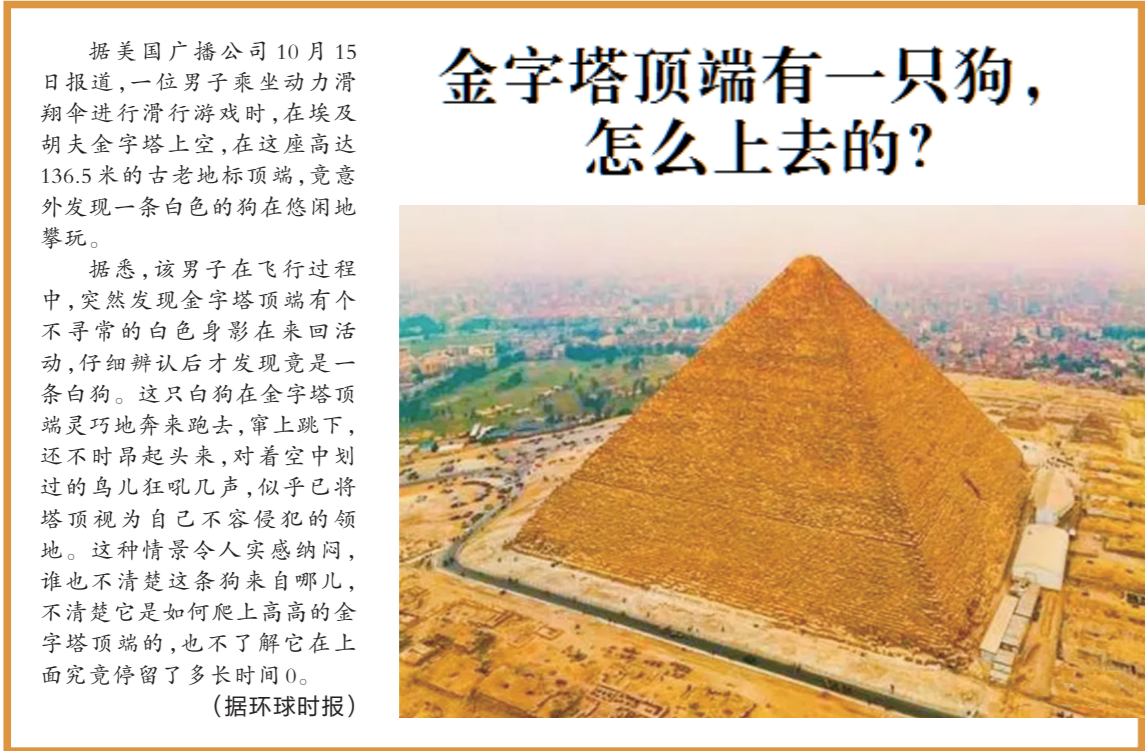 金字塔顶端有一只狗，
怎么上去的？
据美国广播公司10月15
日报道，一位男子乘坐动力滑
翔伞进行滑行游戏时，在埃及
胡夫金字塔上空，在这座高达
136.5米的古老地标顶端，竟意
外发现一条白色的狗在悠闲地
攀玩。
据悉，该男子在飞行过程
中，突然发现金字塔顶端有个
不寻常的白色身影在来回活
动，仔细辨认后才发现竟是一
条白狗。这只白狗在金字塔顶
端灵巧地奔来跑去，窜上跳下，
还不时昂起头来，对着空中划
过的鸟儿狂吼几声，似乎已将
塔顶视为自己不容侵犯的领
地。这种情景令人实感纳闷，
谁也不清楚这条狗来自哪儿，
不清楚它是如何爬上高高的金
字塔顶端的，也不了解它在上
面究竟停留了多长时间0。
（据环球时报）